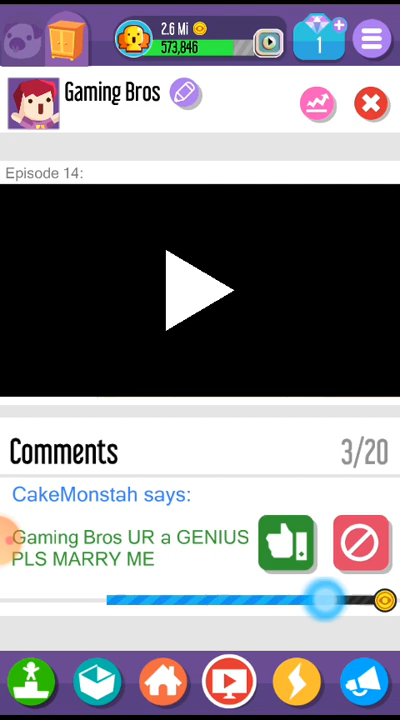 2.6 Mi
573,846
1
Gaming Bros
Episode 14:
Comments 3/20
CakeMonstah says:
Gaming Bros UR a GENIUS
PLS MARRY ME